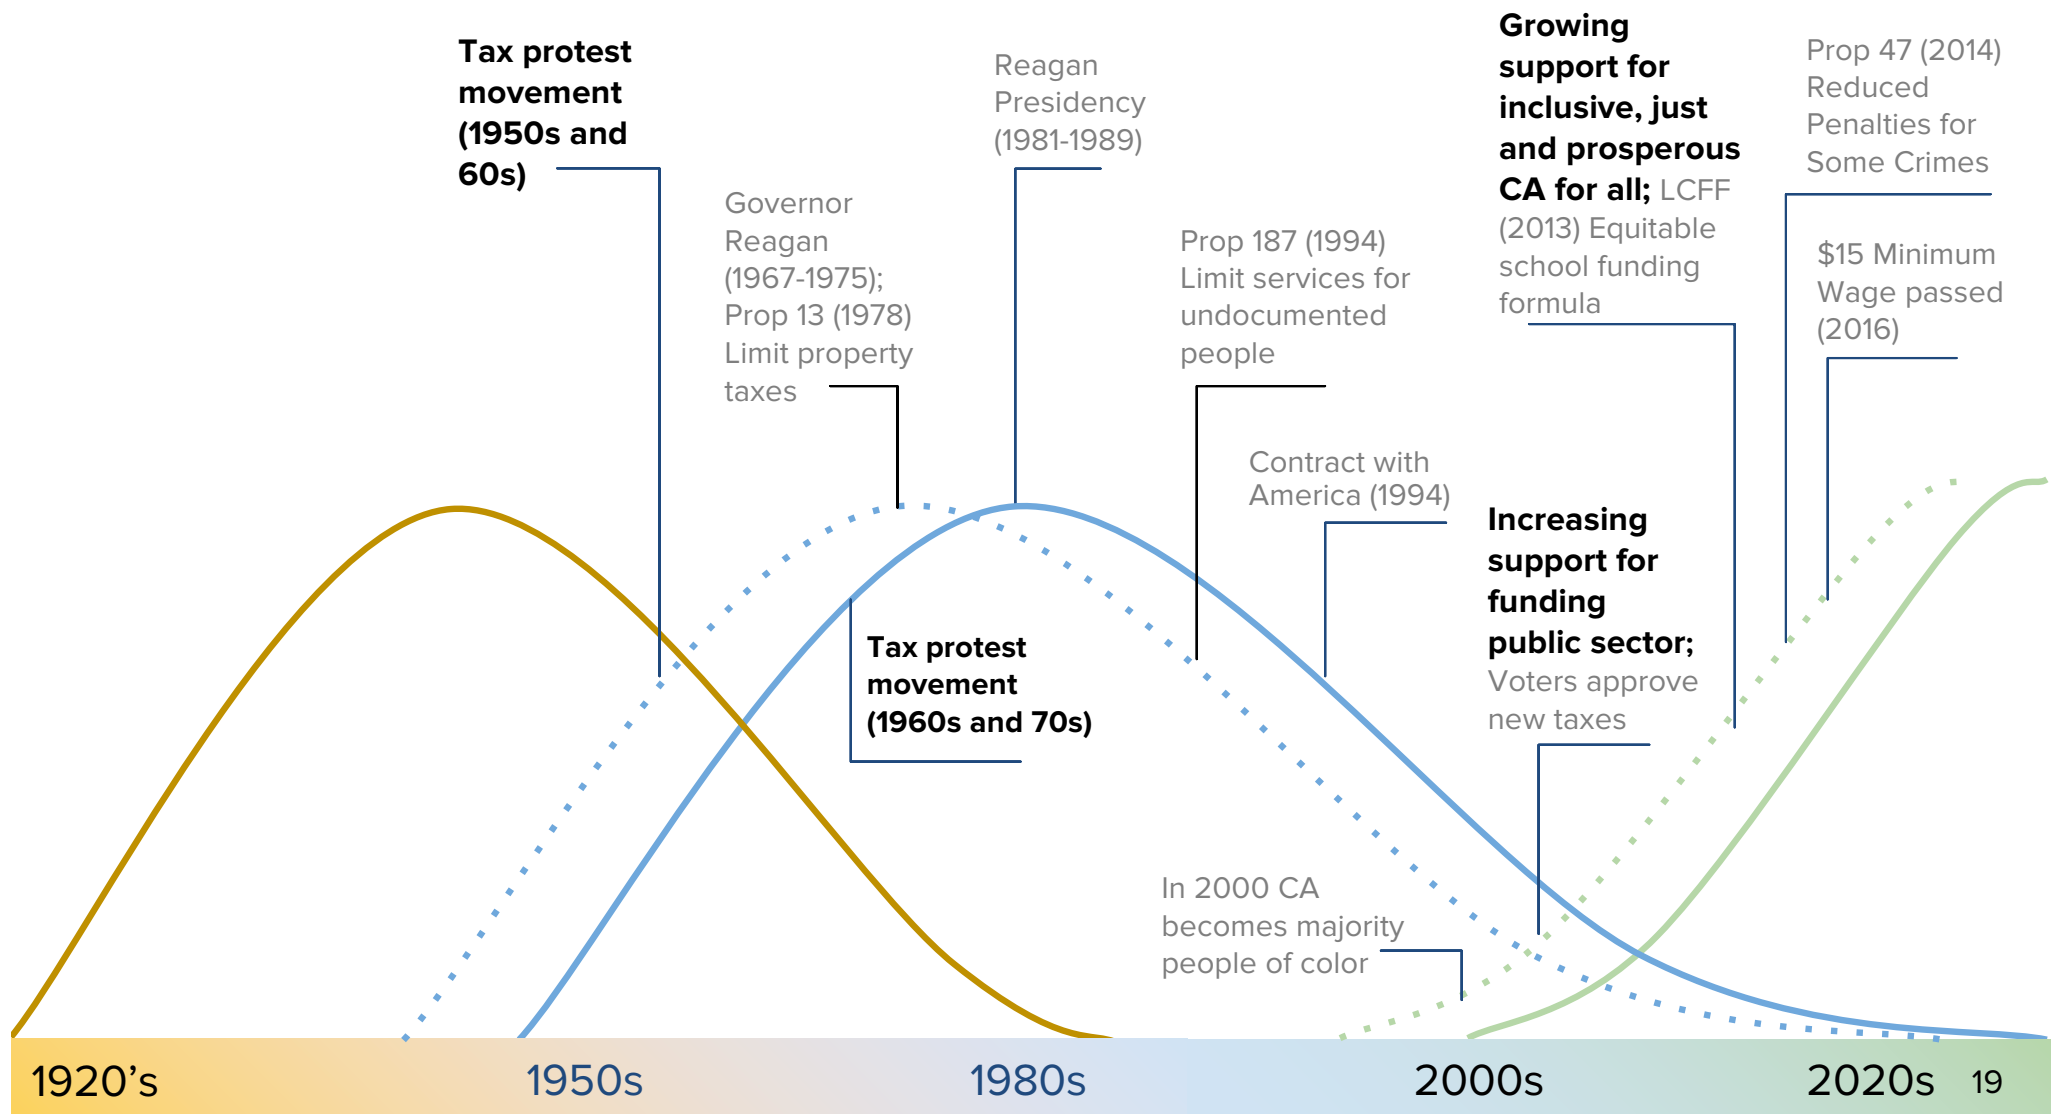 Tax protest
movement
(1950s and
60s)
Governor
Reagan
(1967-1975);
Prop 13 (1978)
Limit property
taxes
Reagan
Presidency
(1981-1989)
Tax protest
movement
(1960s and 70s)
Prop 187 (1994)
Limit services for
undocumented
people
Contract with
America (1994)
In 2000 CA
becomes majority
people of color
Growing
support for
inclusive, just
and prosperous
CA for all; LCFF
(2013) Equitable
school funding
formula
Increasing
support for
funding
public sector;
Voters approve
new taxes
Prop 47 (2014)
Reduced
Penalties for
Some Crimes
$15 Minimum
Wage passed
(2016)
1920’s 1950s 1980s 2000s 2020s 19